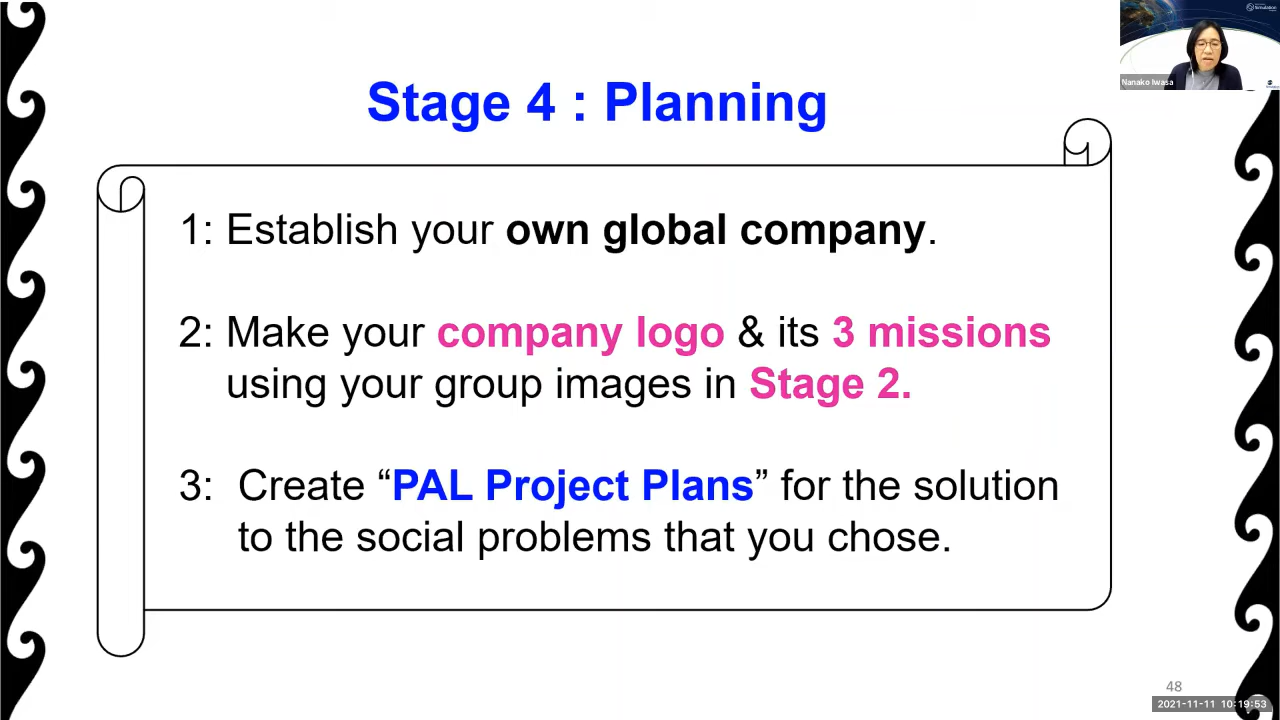 Simulation
Nanako Iwasa
Stage 4 : Planning
1: Establish your own global company.
2: Make your company logo & its 3 missions
using your group images in Stage 2.
3: Create “PAL Project Plans” for the solution
to the social problems that you chose.
48
2021-11-11 10:19:53